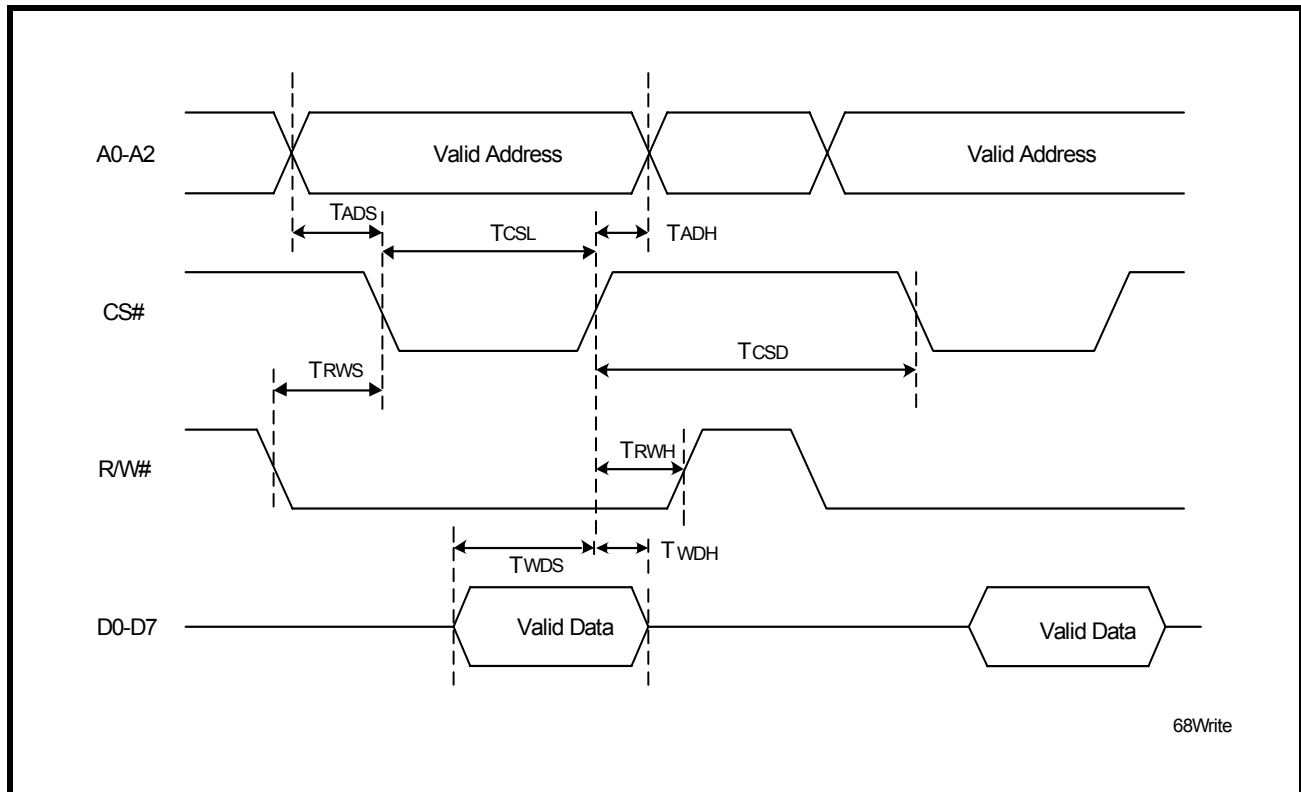 A0-A2
Valid Address
Valid Address
TADS
TCSL
TADH
CS#
TCSD
TRWS
R/W#
TRWH
TWDS
TWDH
D0-D7
Valid Data
Valid Data
68Write